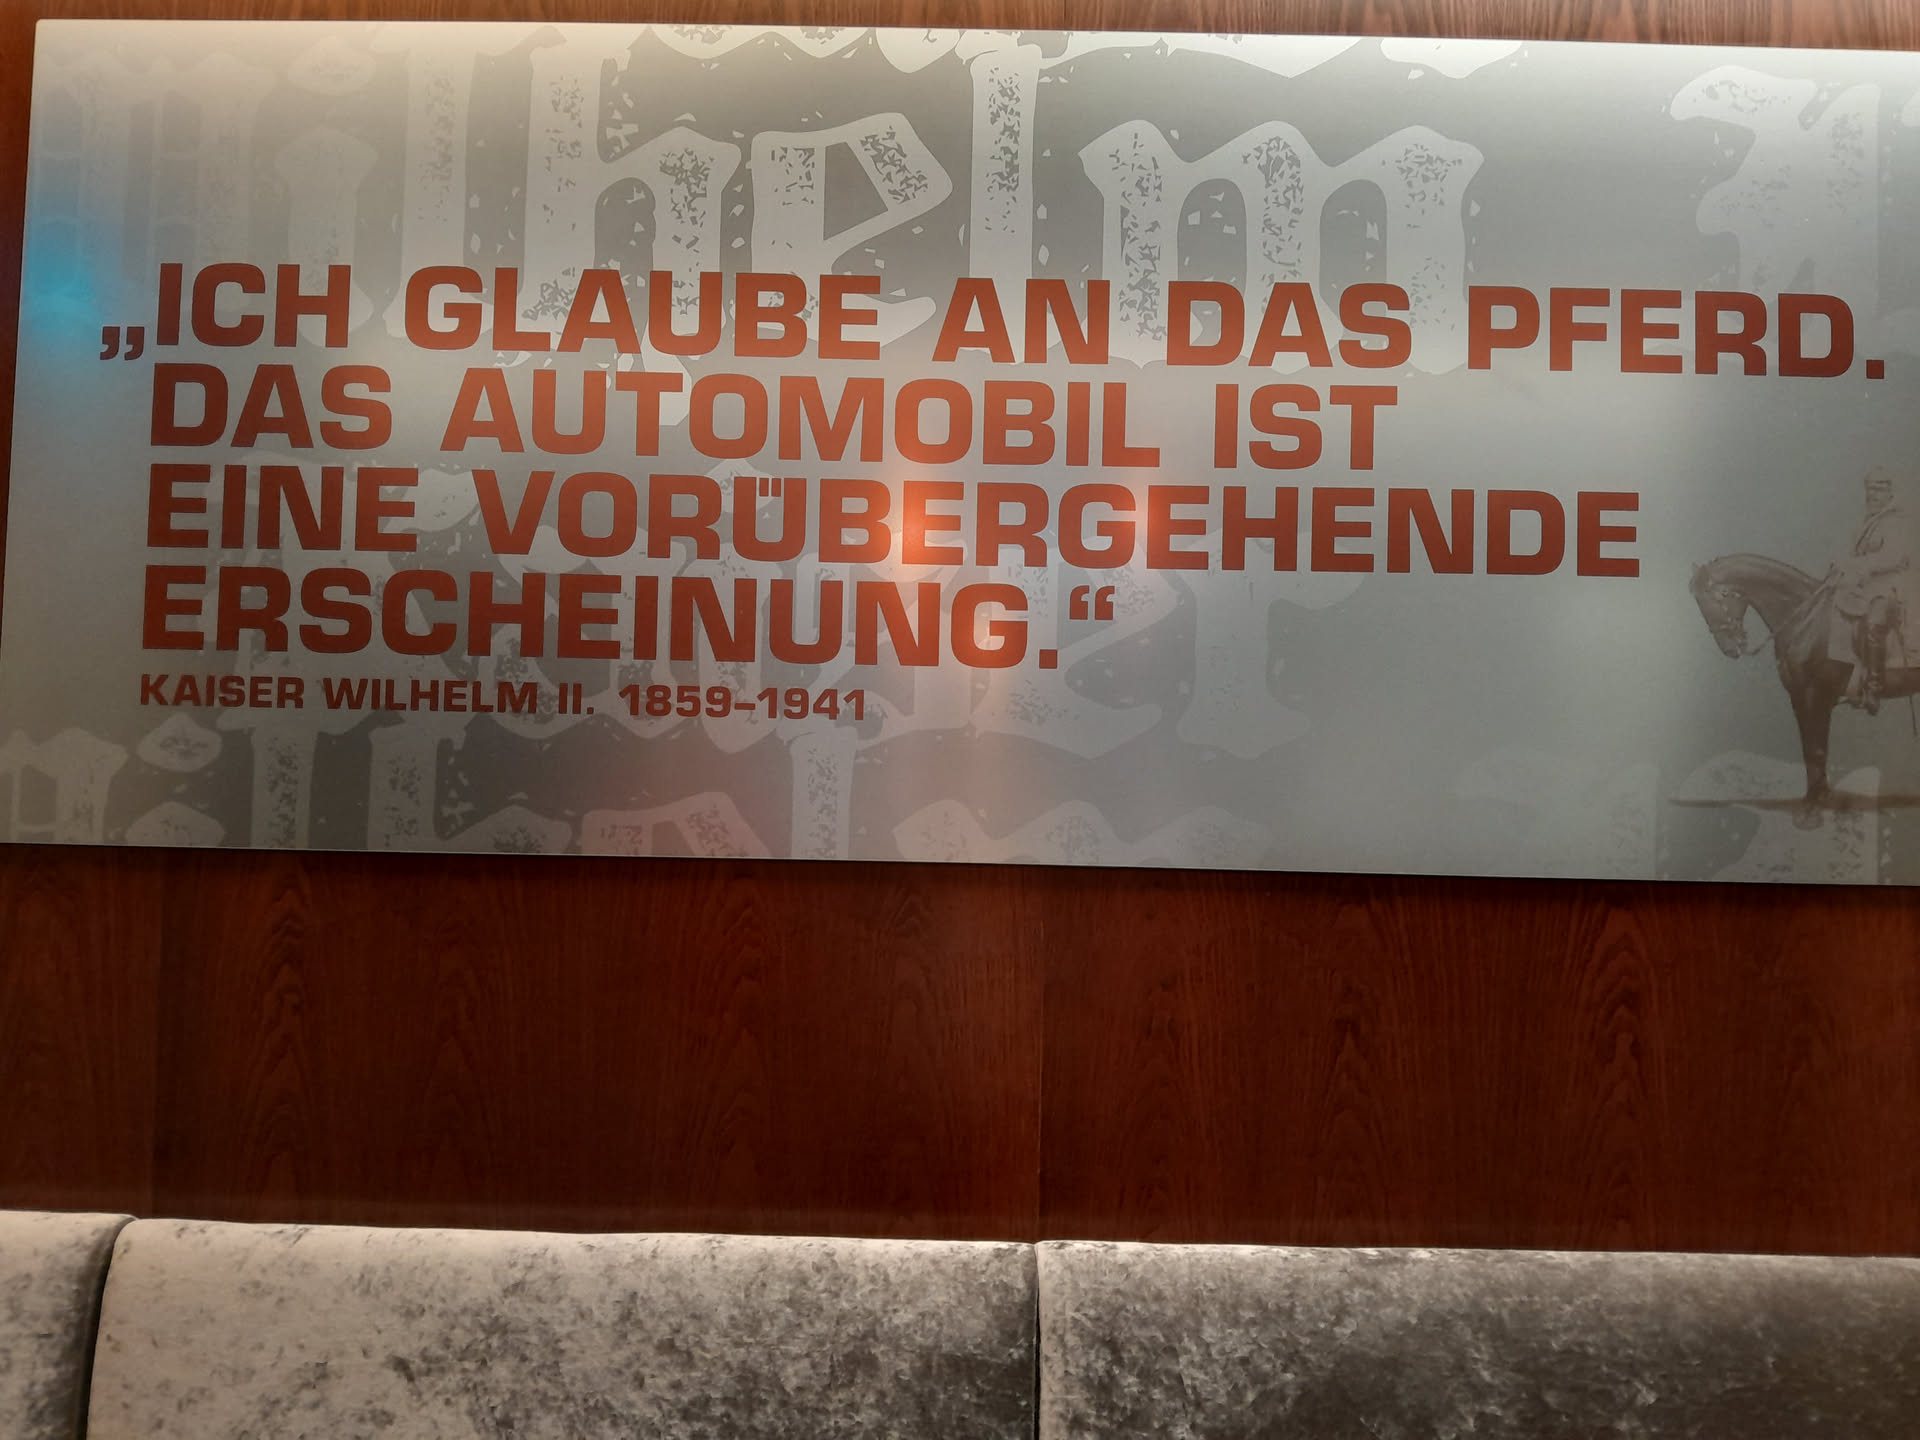 „ICH GLAUBE AN DAS PFERD.
DAS AUTOMOBIL IST
EINE VORÜBERGEHENDE
ERSCHEINUNG.“
KAISER WILHELM II. 1859–1941